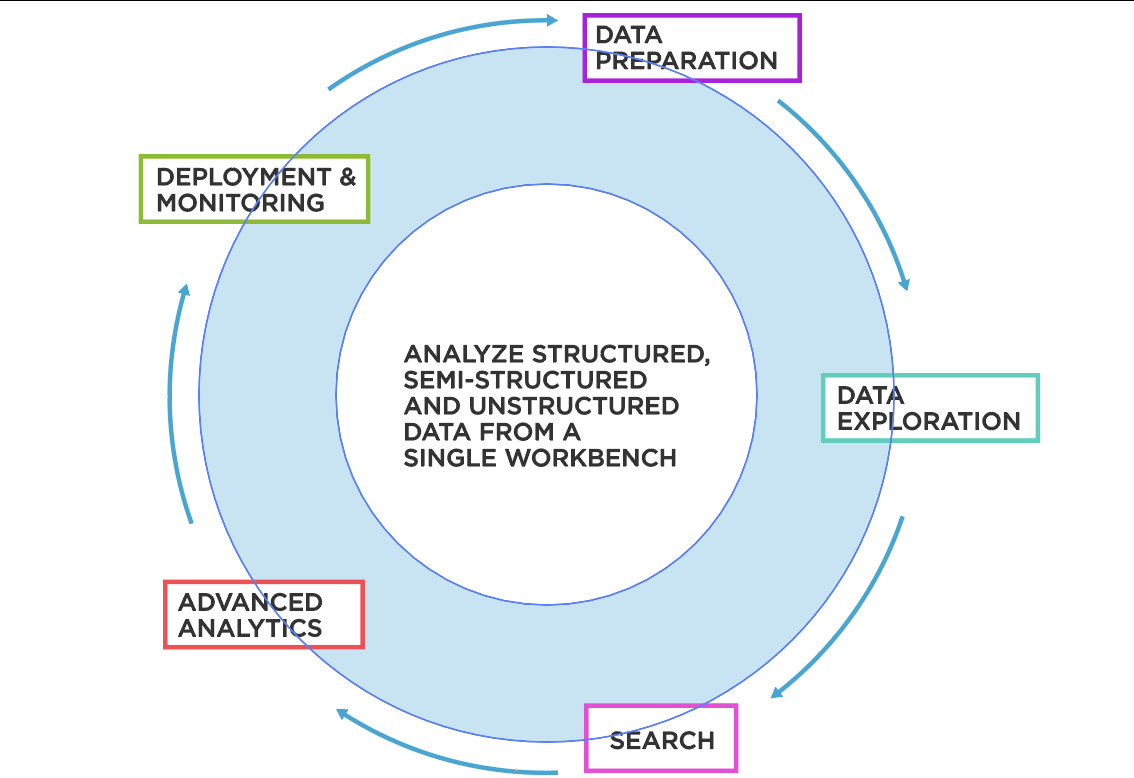 DATA
PREPARATION
DEPLOYMENT &
MONITORING
ANALYZE STRUCTURED,
SEMI-STRUCTURED
AND UNSTRUCTURED
DATA FROM A
SINGLE WORKBENCH
DATA
EXPLORATION
ADVANCED
ANALYTICS
SEARCH